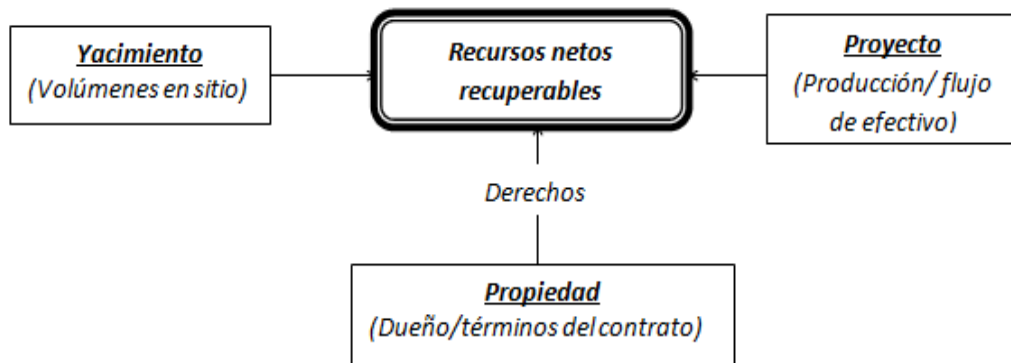 Yacimiento
(Volúmenes en sitio)
Recursos netos
recuperables
Proyecto
(Producción/ flujo
de efectivo)
Derechos
Propiedad
(Dueño/términos del contrato)